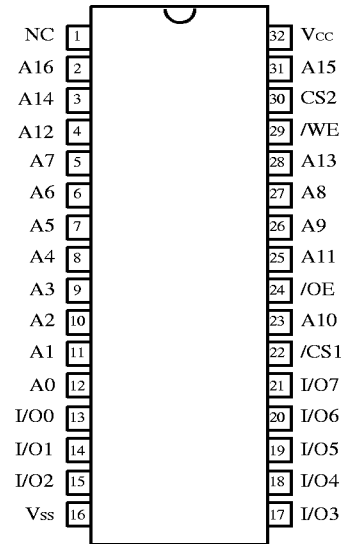 NC 1 32 Vcc
A16 2 31 A15
A14 3 30 CS2
A12 4 29 /WE
A7 5 28 A13
A6 6 27 A8
A5 7 26 A9
A4 8 25 A11
A3 9 24 /OE
A2 10 23 A10
A1 11 22 /CS1
A0 12 21 I/O7
I/O0 13 20 I/O6
I/O1 14 19 I/O5
I/O2 15 18 I/O4
Vss 16 17 I/O3